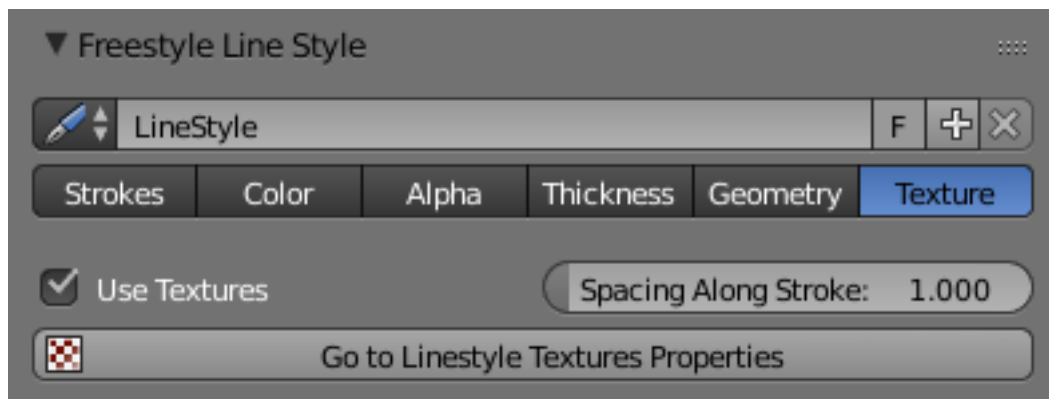 Freestyle Line Style
LineStyle F
Strokes Color Alpha Thickness Geometry Texture
Use Textures Spacing Along Stroke: 1.000
Go to Linestyle Textures Properties